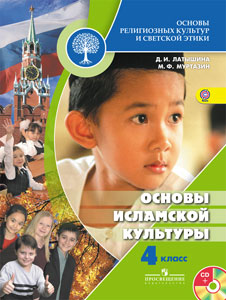 ОСНОВЫ
РЕЛИГИОЗНЫХ КУЛЬТУР
И СВЕТСКОЙ ЭТИКИ
Д. И. ЛАТЫШИНА
М. Ф. МУРТАЗИН
ОСНОВЫ
ИСЛАМСКОЙ
КУЛЬТУРЫ
4 КЛАСС
ПРОСВЕЩЕНИЕ
CD+